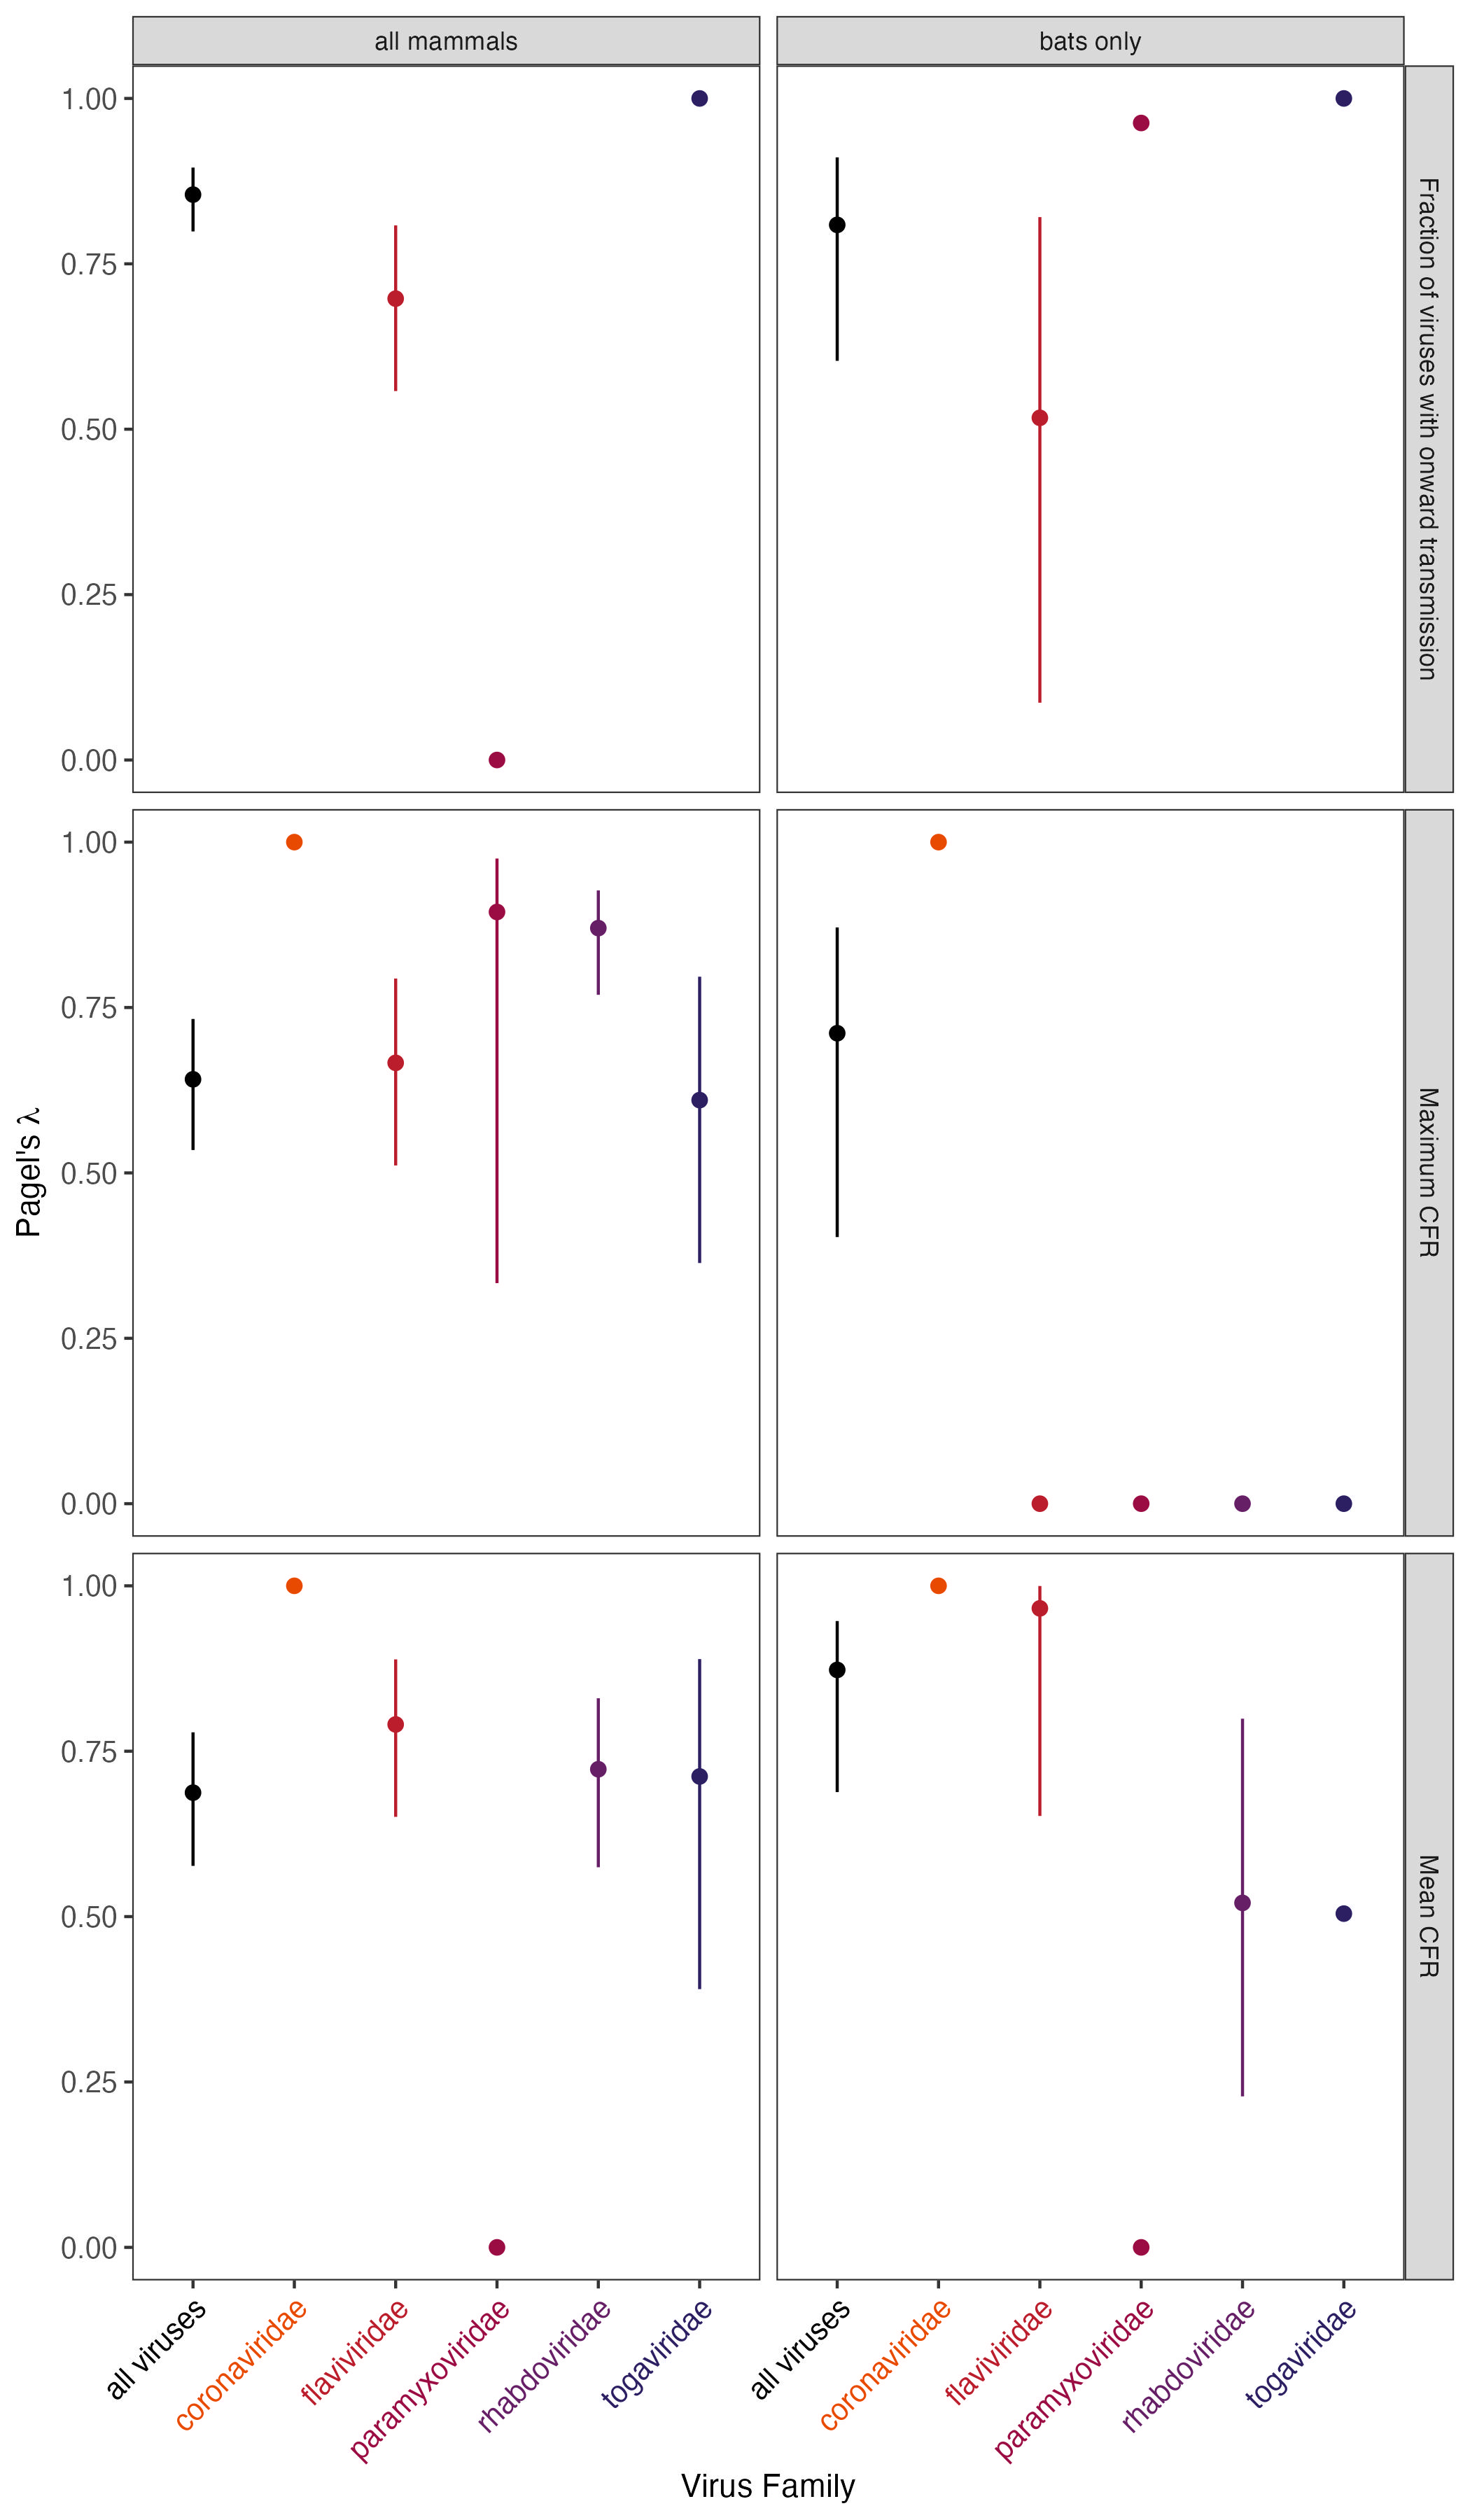 all mammals
bats only
1.00
0.75
0.50
0.25
0.00
Fraction of viruses with onward transmission
1.00
0.75
0.50
0.25
0.00
Maximum CFR
Pagel's λ
1.00
0.75
0.50
0.25
0.00
Mean CFR
all viruses
coronaviridae
flaviviridae
paramyxoviridae
rhabdoviridae
togaviridae
all viruses
coronaviridae
flaviviridae
paramyxoviridae
rhabdoviridae
togaviridae
Virus Family